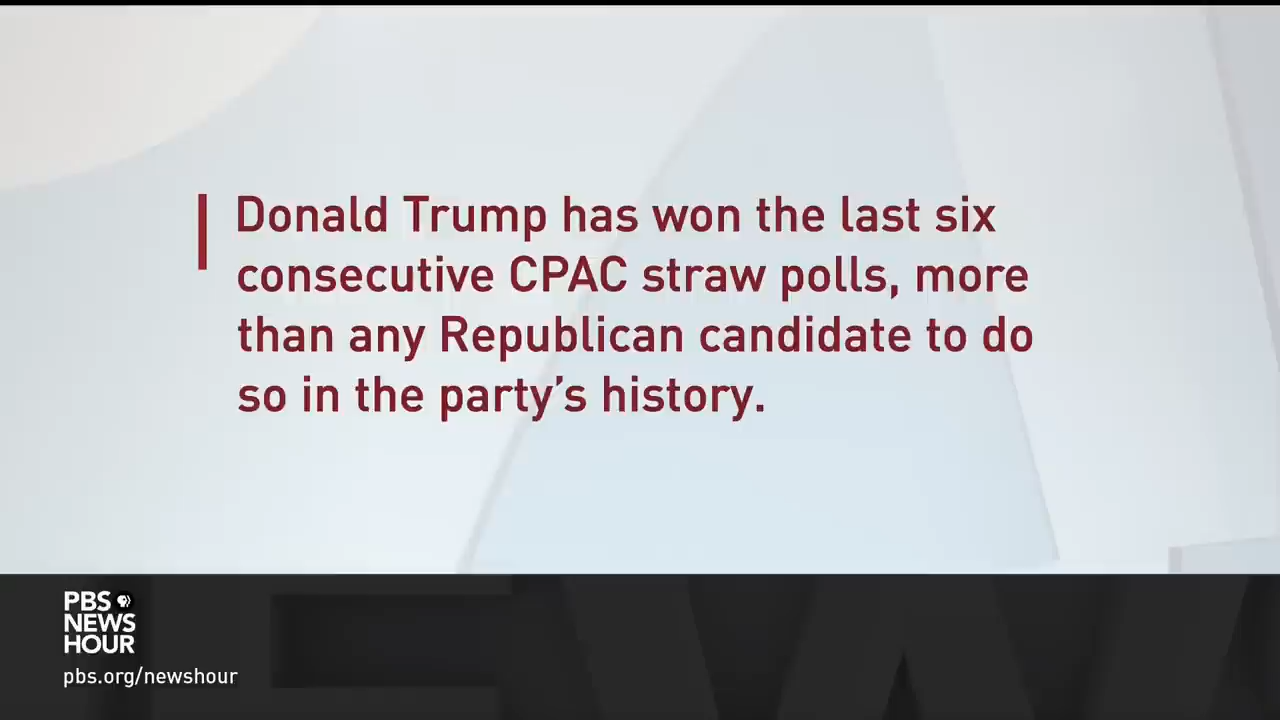 Donald Trump has won the last six
consecutive CPAC straw polls, more
than any Republican candidate to do
so in the party's history.
PBS
NEWS
HOUR
pbs.org/newshour